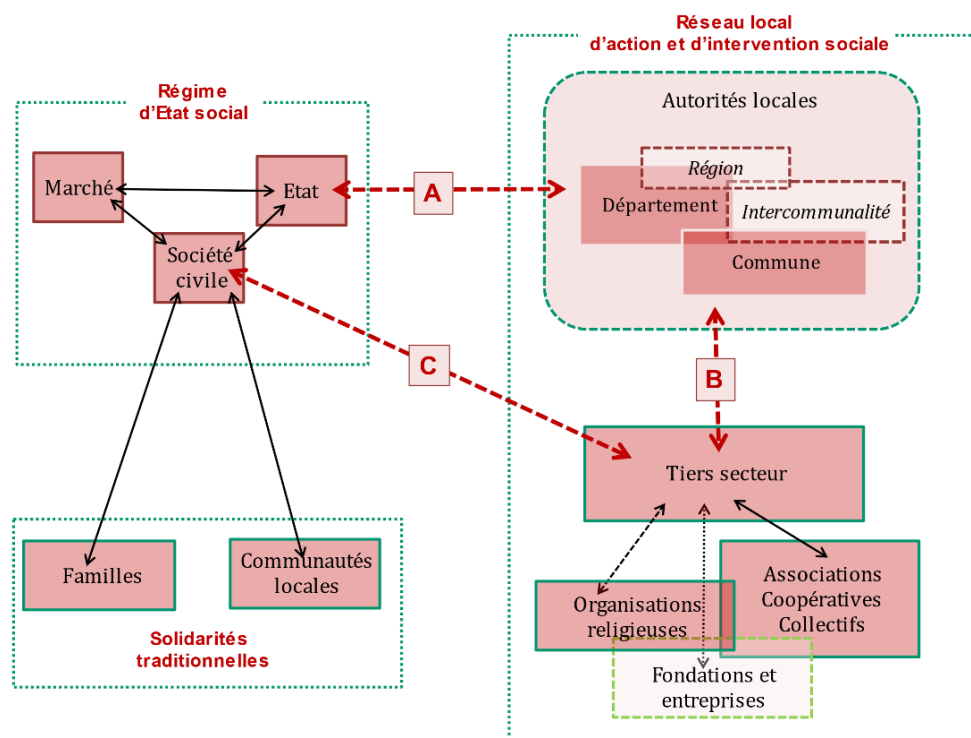 Réseau local
d'action et d'intervention sociale
Régime
d'Etat social
Autorités locales
Marché
Etat
A
Région
Département
Intercommunalité
Société
civile
Commune
C
B
Tiers secteur
Familles
Communautés
locales
Associations
Coopératives
Collectifs
Organisations
religieuses
Solidarités
traditionnelles
Fondations et
entreprises